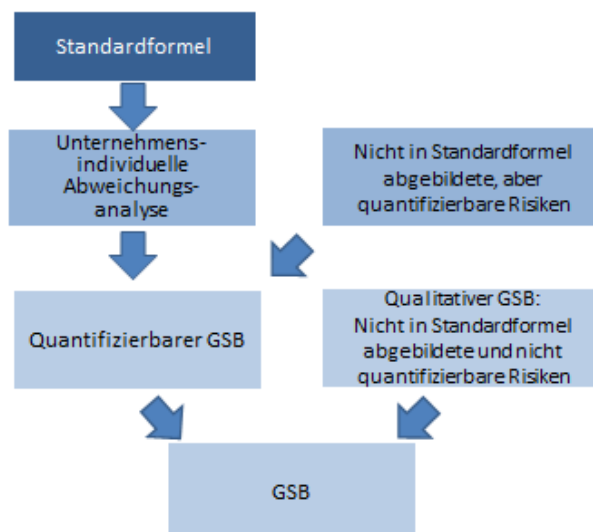 Standardformel
Unternehmens-
individuelle
Abweichungs-
analyse
Nicht in Standardformel
abgebildete, aber
quantifizierbare Risiken
Quantifizierbarer GSB
Qualitativer GSB:
Nicht in Standardformel
abgebildete und nicht
quantifizierbare Risiken
GSB